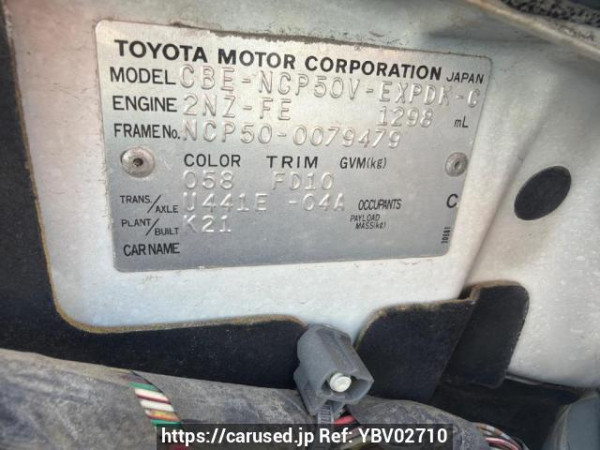 TOYOTA MOTOR CORPORATION JAPAN
MODEL CBE-NCP50V-EXPDK-G
ENGINE 2NZ-FE 1298 mL
FRAME No. NCP50-0079479
COLOR TRIM GVM(kg)
058 FD10
TRANS./AXLE U441E -04A OCCUPANTS C
PLANT/BUILT K21 PAYLOAD MASS(kg)
CAR NAME
https://carused.jp Ref: YBV02710